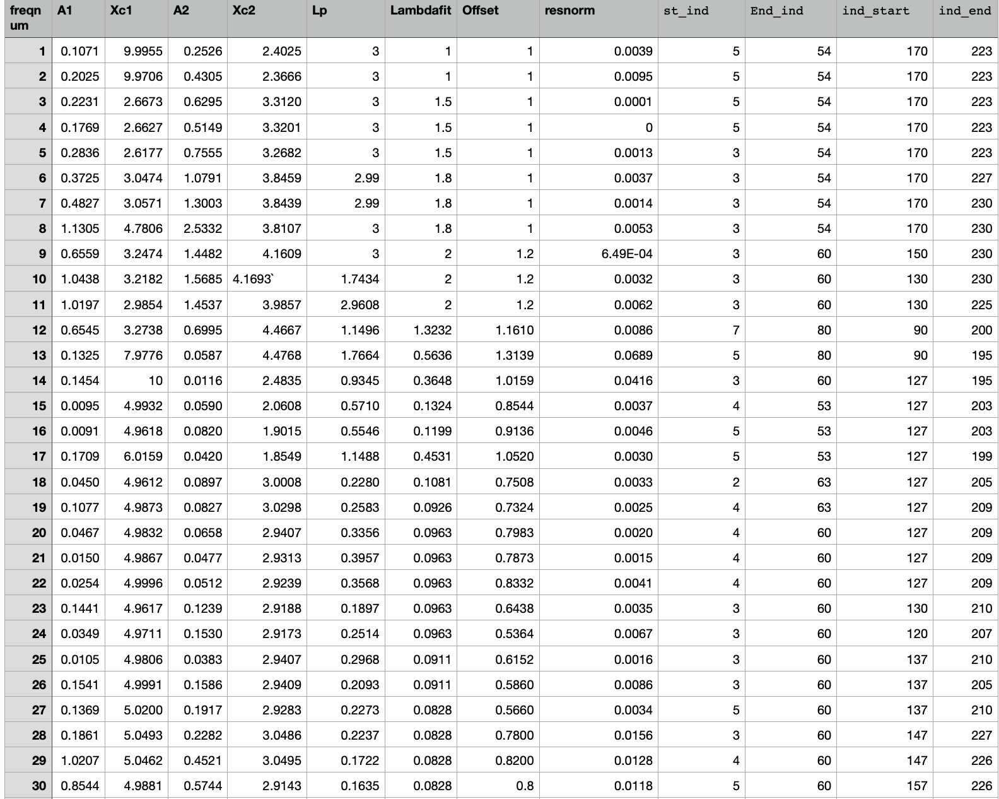 freqn um A1 Xc1 A2 Xc2 Lp Lambdafit Offset resnorm st_ind End_ind ind_start ind_end
1 0.1071 9.9955 0.2526 2.4025 3 1 1 0.0039 5 54 170 223
2 0.2025 9.9706 0.4305 2.3666 3 1 1 0.0095 5 54 170 223
3 0.2231 2.6673 0.6295 3.3120 3 1.5 1 0.0001 5 54 170 223
4 0.1769 2.6627 0.5149 3.3201 3 1.5 1 0 5 54 170 223
5 0.2836 2.6177 0.7555 3.2682 3 1.5 1 0.0013 3 54 170 223
6 0.3725 3.0474 1.0791 3.8459 2.99 1.8 1 0.0037 3 54 170 227
7 0.4827 3.0571 1.3003 3.8439 2.99 1.8 1 0.0014 3 54 170 230
8 1.1305 4.7806 2.5332 3.8107 3 1.8 1 0.0053 3 54 170 230
9 0.6559 3.2474 1.4482 4.1609 3 2 1.2 6.49E-04 3 60 150 230
10 1.0438 3.2182 1.5685 4.1693` 1.7434 2 1.2 0.0032 3 60 130 230
11 1.0197 2.9854 1.4537 3.9857 2.9608 2 1.2 0.0062 3 60 130 225
12 0.6545 3.2738 0.6995 4.4667 1.1496 1.3232 1.1610 0.0086 7 80 90 200
13 0.1325 7.9776 0.0587 4.4768 1.7664 0.5636 1.3139 0.0689 5 80 90 195
14 0.1454 10 0.0116 2.4835 0.9345 0.3648 1.0159 0.0416 3 60 127 195
15 0.0095 4.9932 0.0590 2.0608 0.5710 0.1324 0.8544 0.0037 4 53 127 203
16 0.0091 4.9618 0.0820 1.9015 0.5546 0.1199 0.9136 0.0046 5 53 127 203
17 0.1709 6.0159 0.0420 1.8549 1.1488 0.4531 1.0520 0.0030 5 53 127 199
18 0.0450 4.9612 0.0897 3.0008 0.2280 0.1081 0.7508 0.0033 2 63 127 205
19 0.1077 4.9873 0.0827 3.0298 0.2583 0.0926 0.7324 0.0025 4 63 127 209
20 0.0467 4.9832 0.0658 2.9407 0.3356 0.0963 0.7983 0.0020 4 60 127 209
21 0.0150 4.9867 0.0477 2.9313 0.3957 0.0963 0.7873 0.0015 4 60 127 209
22 0.0254 4.9996 0.0512 2.9239 0.3568 0.0963 0.8332 0.0041 4 60 127 209
23 0.1441 4.9617 0.1239 2.9188 0.1897 0.0963 0.6438 0.0035 3 60 130 210
24 0.0349 4.9711 0.1530 2.9173 0.2514 0.0963 0.5364 0.0067 3 60 120 207
25 0.0105 4.9806 0.0383 2.9407 0.2968 0.0911 0.6152 0.0016 3 60 137 210
26 0.1541 4.9991 0.1586 2.9409 0.2093 0.0911 0.5860 0.0086 3 60 137 205
27 0.1369 5.0200 0.1917 2.9283 0.2273 0.0828 0.5660 0.0034 5 60 137 210
28 0.1861 5.0493 0.2282 3.0486 0.2237 0.0828 0.7800 0.0156 3 60 147 227
29 1.0207 5.0462 0.4521 3.0495 0.1722 0.0828 0.8200 0.0128 4 60 147 226
30 0.8544 4.9881 0.5744 2.9143 0.1635 0.0828 0.8 0.0118 5 60 157 226